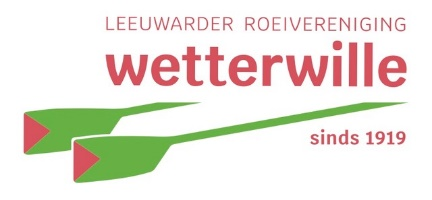 LEEUWARDER ROEIVERENIGING
wetterwille
sinds 1919